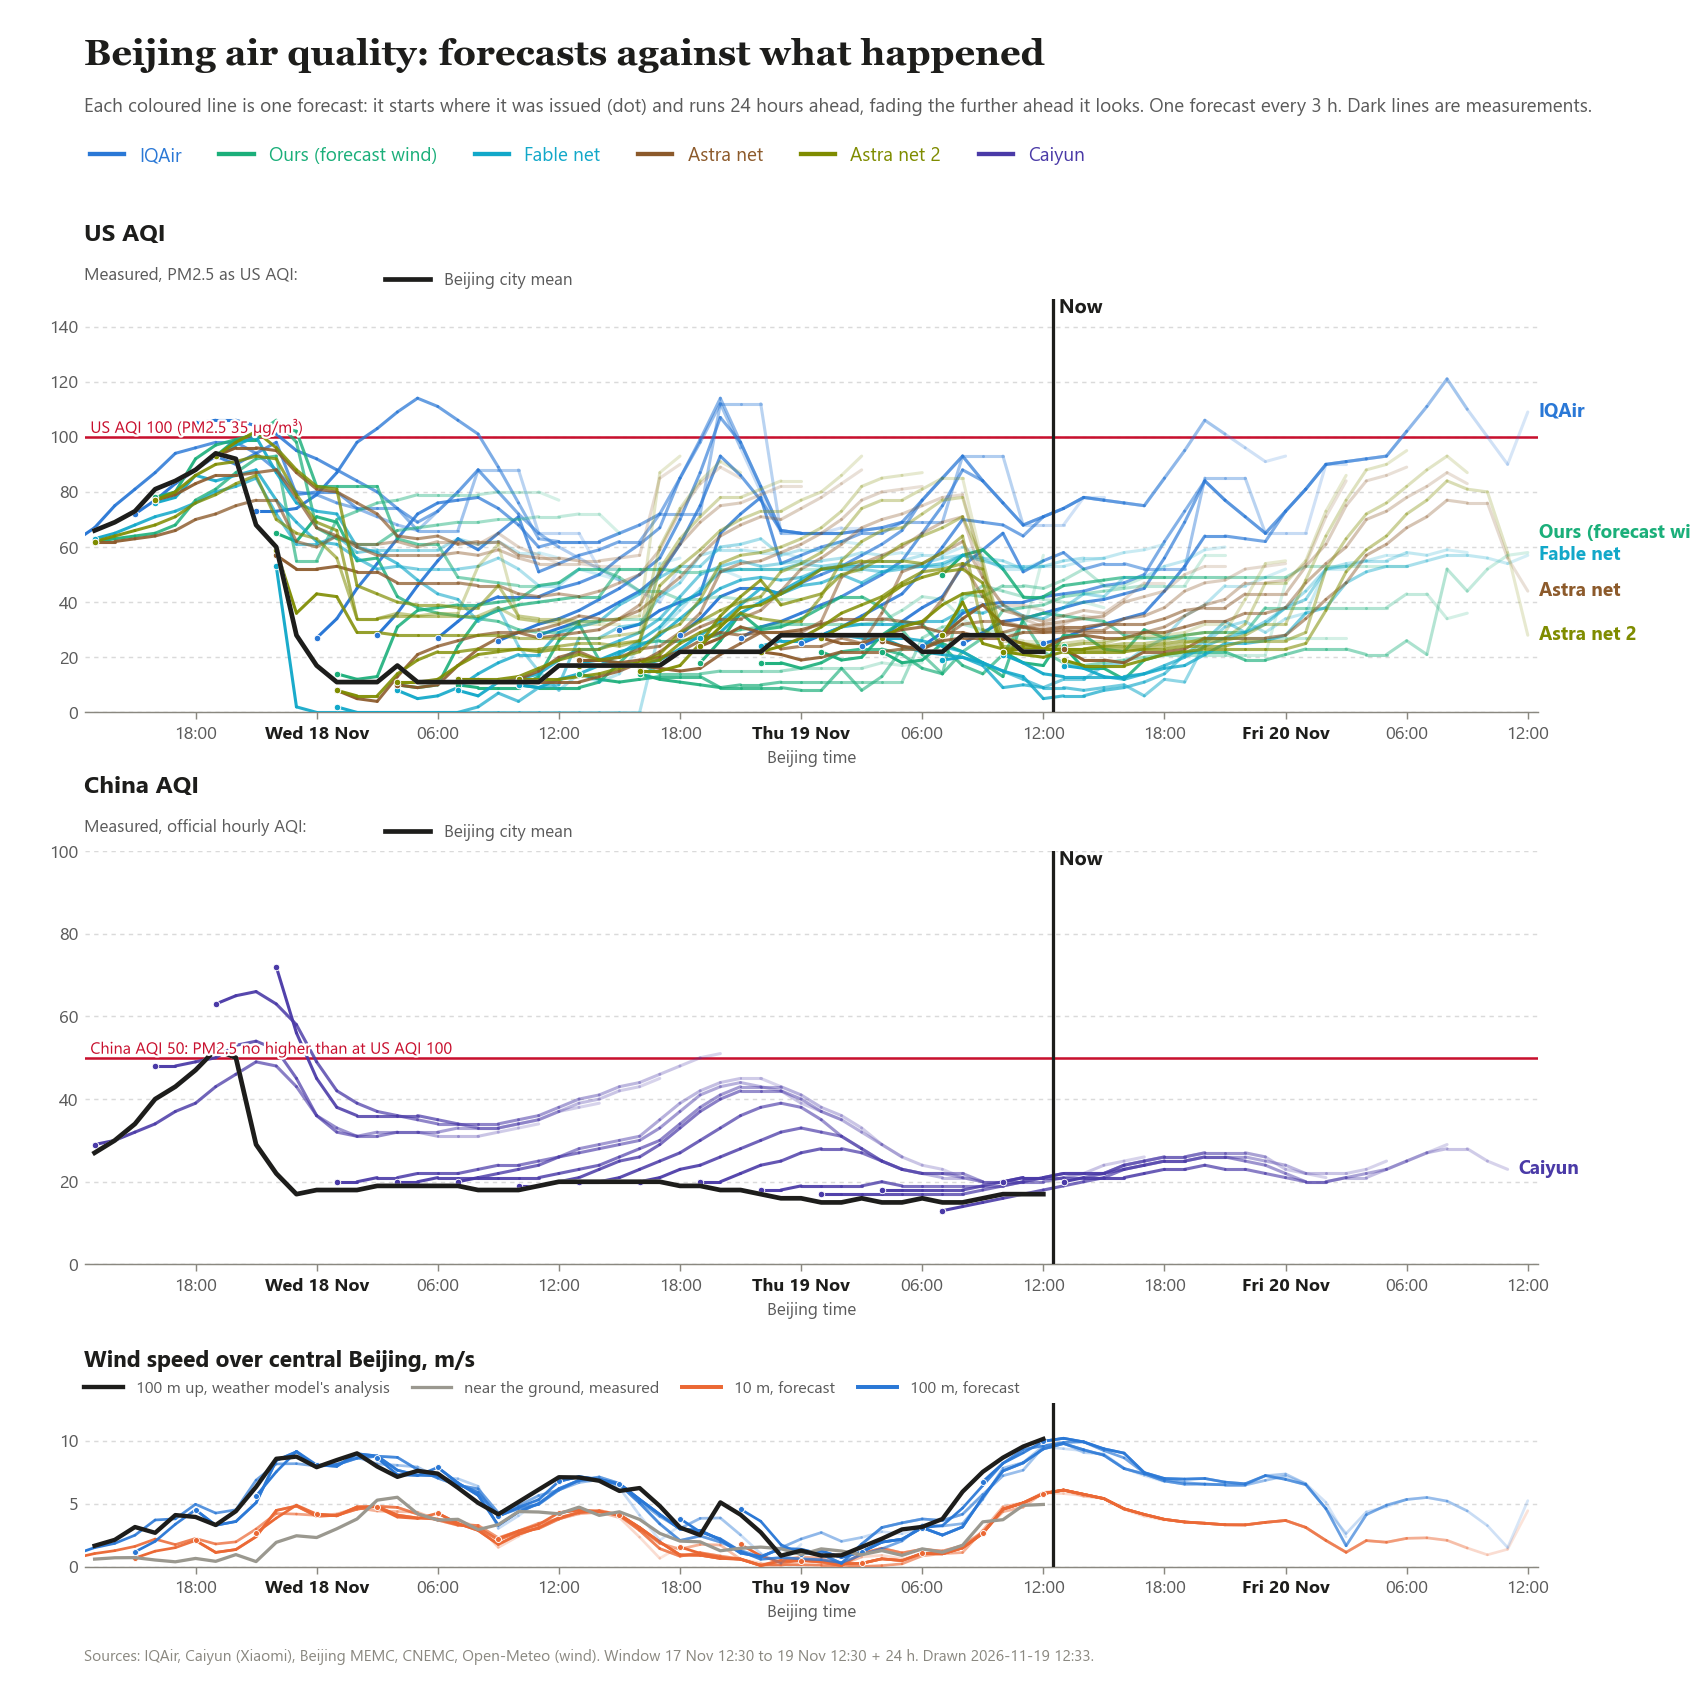 Beijing air quality: forecasts against what happened
Each coloured line is one forecast: it starts where it was issued (dot) and runs 24 hours ahead, fading the further ahead it looks. One forecast every 3 h. Dark lines are measurements.
IQAir Ours (forecast wind) Fable net Astra net Astra net 2 Caiyun
US AQI
Measured, PM2.5 as US AQI: Beijing city mean
Now
140
120
IQAir
100
US AQI 100 (PM2.5 35 µg/m³)
80
Ours (forecast wi
60
Fable net
Astra net
40
Astra net 2
20
0
18:00 Wed 18 Nov 06:00 12:00 18:00 Thu 19 Nov 06:00 12:00 18:00 Fri 20 Nov 06:00 12:00
Beijing time
China AQI
Measured, official hourly AQI: Beijing city mean
Now
100
80
60
China AQI 50: PM2.5 no higher than at US AQI 100
40
20
Caiyun
0
18:00 Wed 18 Nov 06:00 12:00 18:00 Thu 19 Nov 06:00 12:00 18:00 Fri 20 Nov 06:00 12:00
Beijing time
Wind speed over central Beijing, m/s
100 m up, weather model's analysis near the ground, measured 10 m, forecast 100 m, forecast
10
5
0
18:00 Wed 18 Nov 06:00 12:00 18:00 Thu 19 Nov 06:00 12:00 18:00 Fri 20 Nov 06:00 12:00
Beijing time
Sources: IQAir, Caiyun (Xiaomi), Beijing MEMC, CNEMC, Open-Meteo (wind). Window 17 Nov 12:30 to 19 Nov 12:30 + 24 h. Drawn 2026-11-19 12:33.